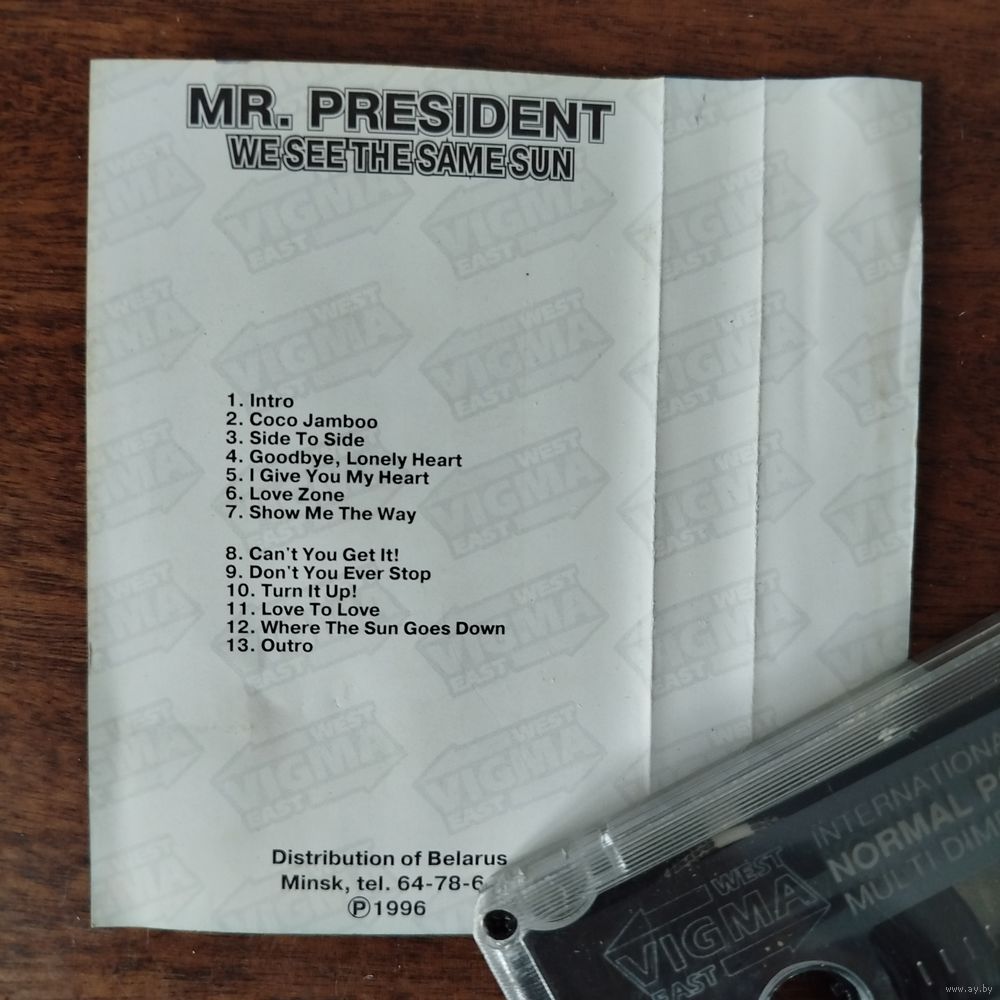 MR. PRESIDENT
WE SEE THE SAME SUN
1. Intro
2. Coco Jamboo
3. Side To Side
4. Goodbye, Lonely Heart
5. I Give You My Heart
6. Love Zone
7. Show Me The Way
8. Can't You Get It!
9. Don't You Ever Stop
10. Turn It Up!
11. Love To Love
12. Where The Sun Goes Down
13. Outro
Distribution of Belarus
Minsk, tel. 64-78-6
Ⓟ 1996
INTERNATIONA
NORMAL P
MULTI DIM
WEST
VIGMA
EAST
www.ay.by